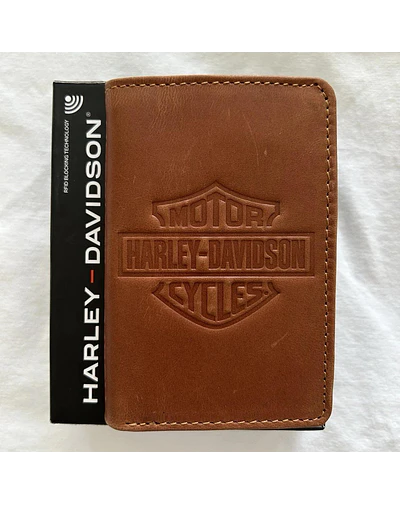 HARLEY-DAVIDSON®
RFID BLOCKING TECHNOLOGY
MOTOR
HARLEY-DAVIDSON
CYCLES